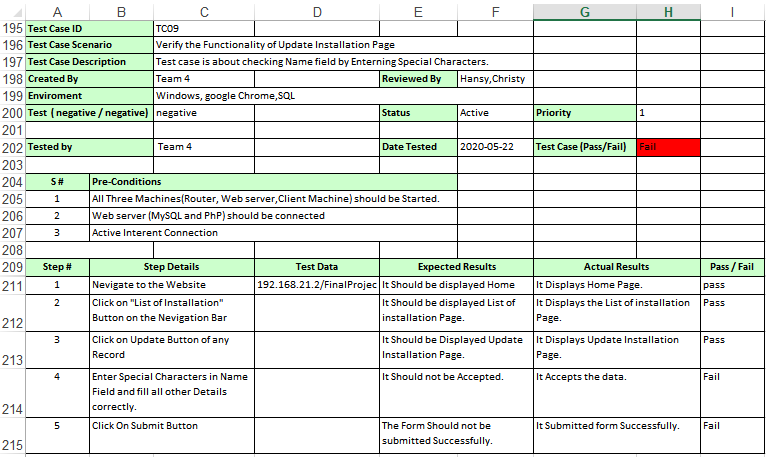 A B C D E F G H I
195 Test Case ID TC09
196 Test Case Scenario Verify the Functionality of Update Installation Page
197 Test Case Description Test case is about checking Name field by Enterning Special Characters.
198 Created By Team 4 Reviewed By Hansy,Christy
199 Enviroment Windows, google Chrome,SQL
200 Test ( negative / negative) negative Status Active Priority 1
201
202 Tested by Team 4 Date Tested 2020-05-22 Test Case (Pass/Fail) Fail
203
204 S # Pre-Conditions
205 1 All Three Machines(Router, Web server,Client Machine) should be Started.
206 2 Web server (MySQL and PhP) should be connected
207 3 Active Interent Connection
208
209 Step # Step Details Test Data Expected Results Actual Results Pass / Fail
211 1 Nevigate to the Website 192.168.21.2/FinalProjec It Should be displayed Home It Displays Home Page. pass
2 Click on "List of Installation" It Should be displayed List of It Displays the List of installation Pass
212 Button on the Nevigation Bar installation Page. Page.
3 Click on Update Button of any It Should be Displayed Update It Displays Update Installation Pass
213 Record Installation Page. Page.
4 Enter Special Characters in Name It Should not be Accepted. It Accepts the data. Fail
Field and fill all other Details
214 correctly.
5 Click On Submit Button The Form Should not be It Submitted form Successfully. Fail
215 submitted Successfully.